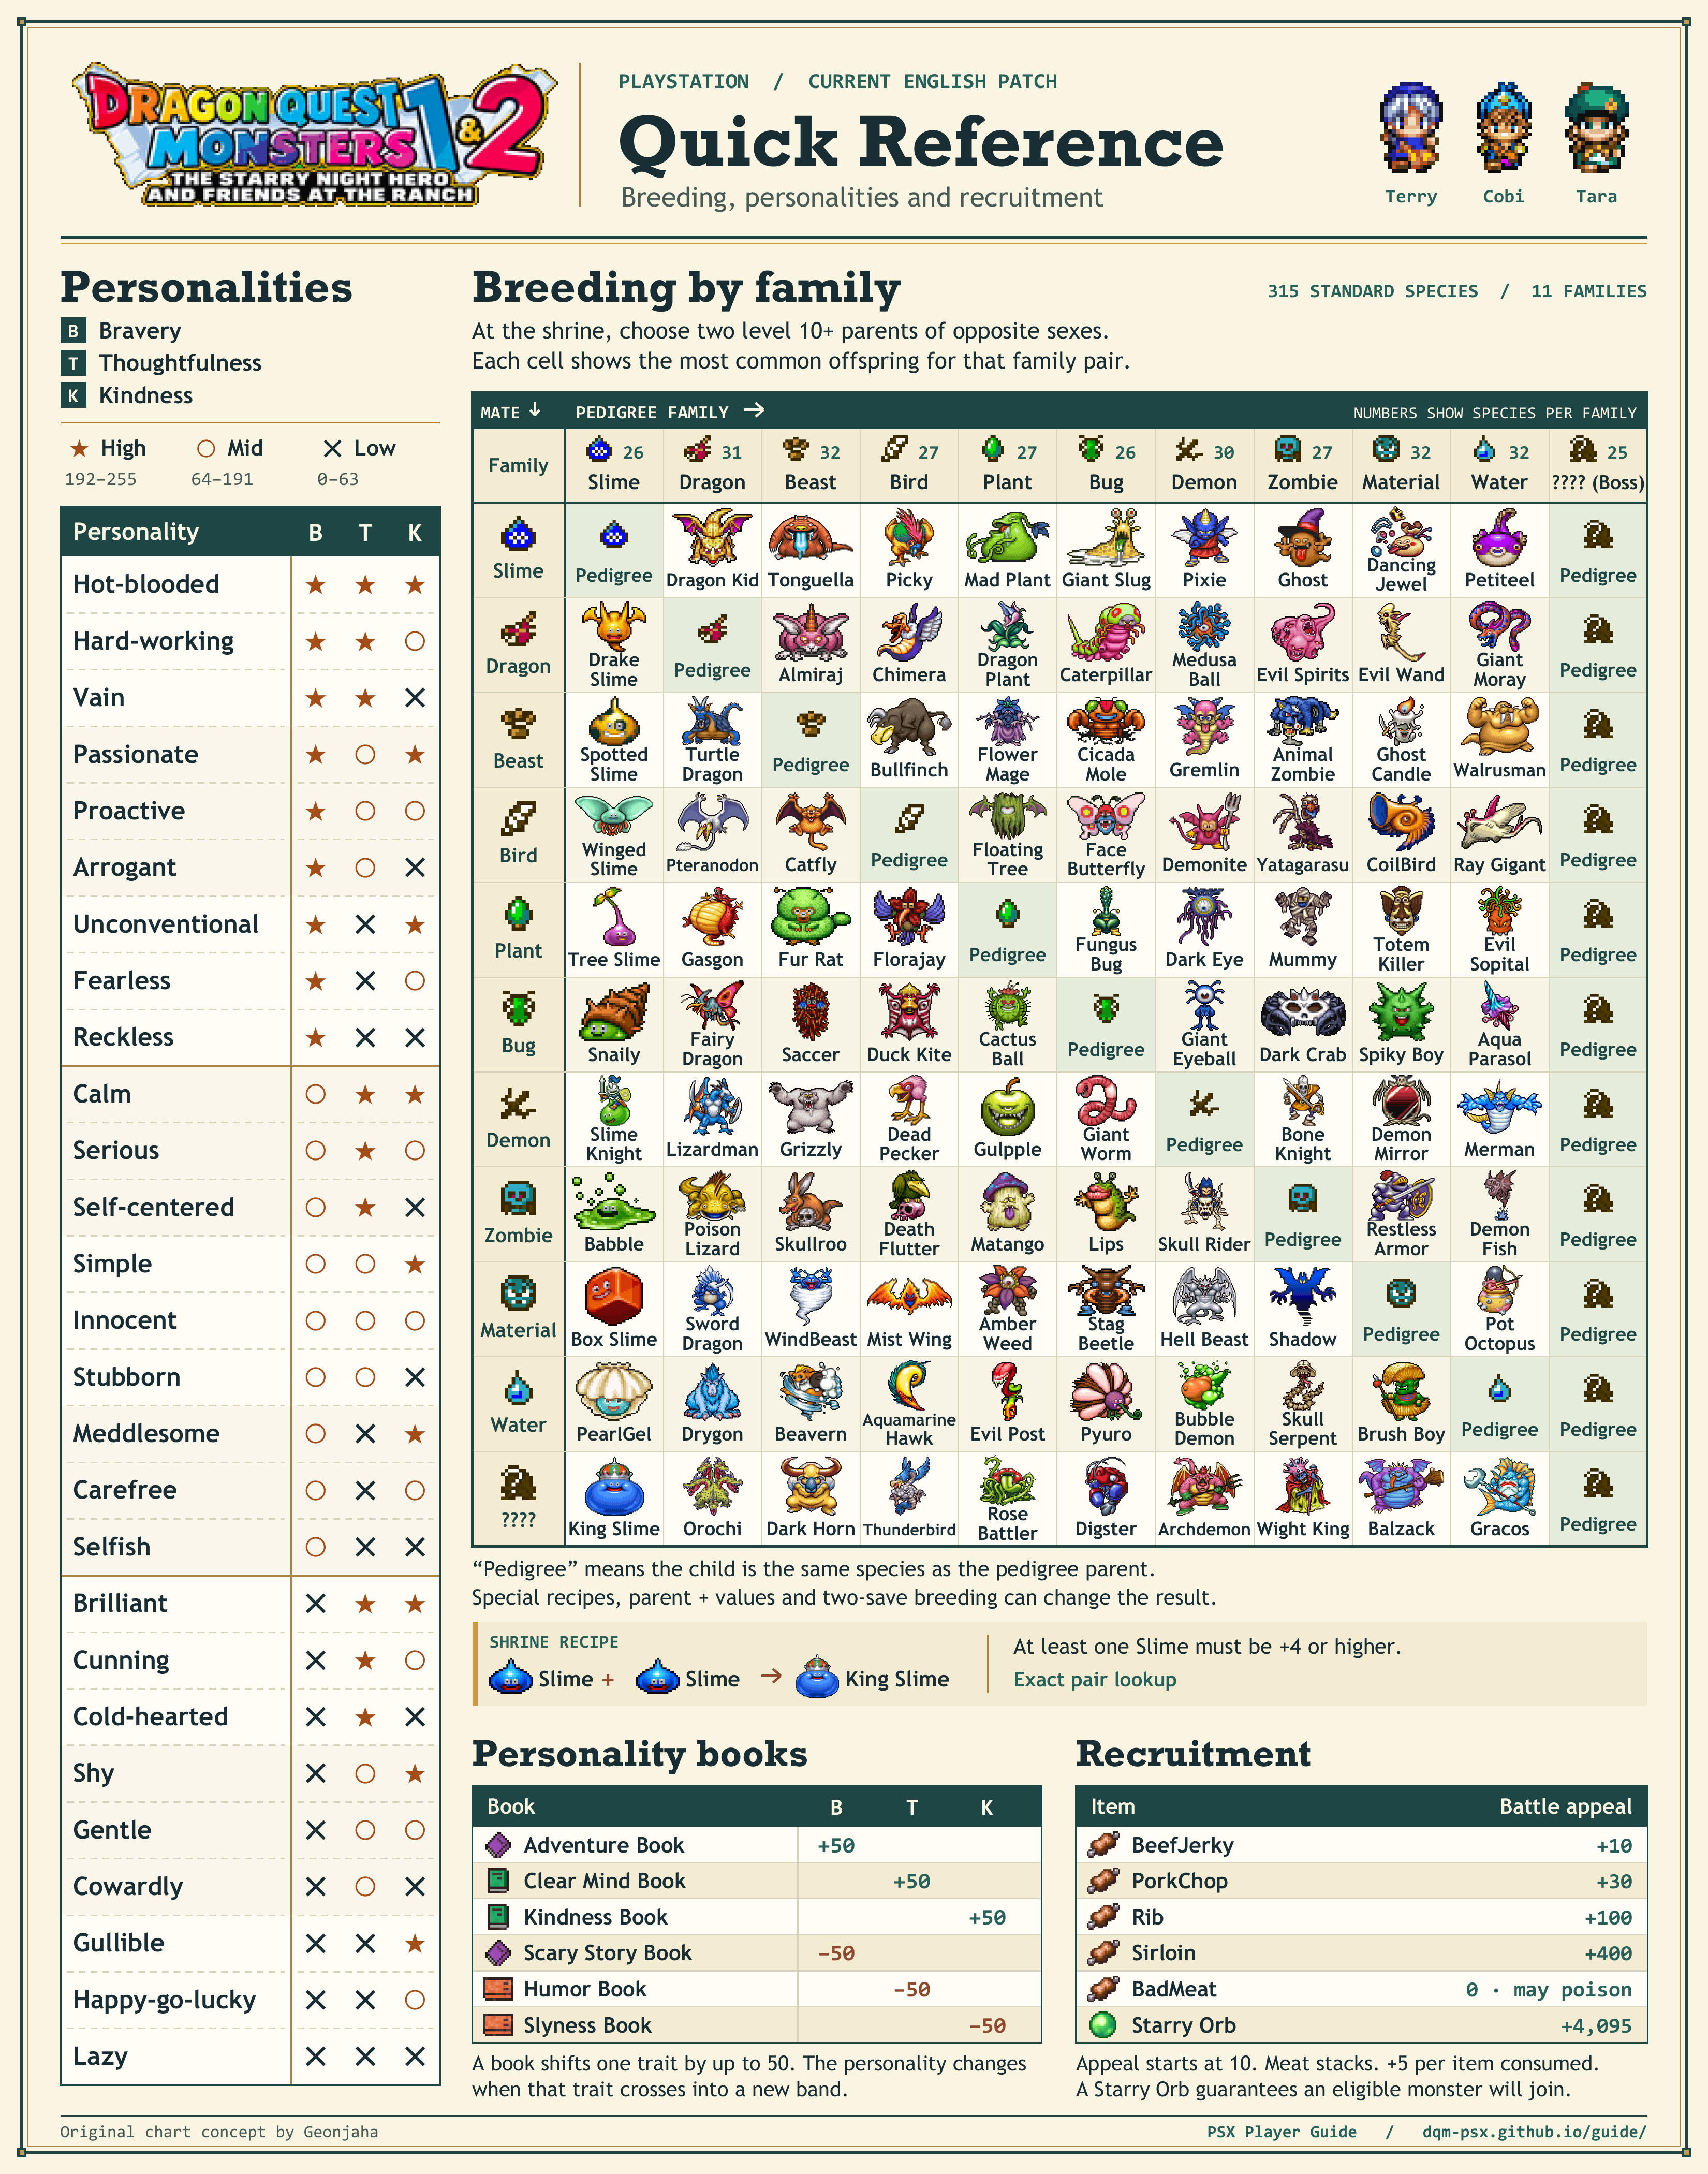 DRAGON QUEST
MONSTERS 1&2
THE STARRY NIGHT HERO
AND FRIENDS AT THE RANCH
PLAYSTATION / CURRENT ENGLISH PATCH
Quick Reference
Breeding, personalities and recruitment
Terry Cobi Tara
Personalities
B Bravery
T Thoughtfulness
K Kindness
★ High ○ Mid ✕ Low
192–255 64–191 0–63
Personality B T K
Hot-blooded ★ ★ ★
Hard-working ★ ★ ○
Vain ★ ★ ✕
Passionate ★ ○ ★
Proactive ★ ○ ○
Arrogant ★ ○ ✕
Unconventional ★ ✕ ★
Fearless ★ ✕ ○
Reckless ★ ✕ ✕
Calm ○ ★ ★
Serious ○ ★ ○
Self-centered ○ ★ ✕
Simple ○ ○ ★
Innocent ○ ○ ○
Stubborn ○ ○ ✕
Meddlesome ○ ✕ ★
Carefree ○ ✕ ○
Selfish ○ ✕ ✕
Brilliant ✕ ★ ★
Cunning ✕ ★ ○
Cold-hearted ✕ ★ ✕
Shy ✕ ○ ★
Gentle ✕ ○ ○
Cowardly ✕ ○ ✕
Gullible ✕ ✕ ★
Happy-go-lucky ✕ ✕ ○
Lazy ✕ ✕ ✕
Breeding by family
315 STANDARD SPECIES / 11 FAMILIES
At the shrine, choose two level 10+ parents of opposite sexes.
Each cell shows the most common offspring for that family pair.
MATE ↓ PEDIGREE FAMILY → NUMBERS SHOW SPECIES PER FAMILY
26 31 32 27 27 26 30 27 32 32 25
Family Slime Dragon Beast Bird Plant Bug Demon Zombie Material Water ???? (Boss)
Slime Pedigree Dragon Kid Tonguella Picky Mad Plant Giant Slug Pixie Ghost Dancing Jewel Petiteel Pedigree
Dragon Drake Slime Pedigree Almiraj Chimera Dragon Plant Caterpillar Medusa Ball Evil Spirits Evil Wand Giant Moray Pedigree
Beast Spotted Slime Turtle Dragon Pedigree Bullfinch Flower Mage Cicada Mole Gremlin Animal Zombie Ghost Candle Walrusman Pedigree
Bird Winged Slime Pteranodon Catfly Pedigree Floating Tree Face Butterfly Demonite Yatagarasu CoilBird Ray Gigant Pedigree
Plant Tree Slime Gasgon Fur Rat Florajay Pedigree Fungus Bug Dark Eye Mummy Totem Killer Evil Sopital Pedigree
Bug Snaily Fairy Dragon Saccer Duck Kite Cactus Ball Pedigree Giant Eyeball Dark Crab Spiky Boy Aqua Parasol Pedigree
Demon Slime Knight Lizardman Grizzly Dead Pecker Gulpple Giant Worm Pedigree Bone Knight Demon Mirror Merman Pedigree
Zombie Babble Poison Lizard Skullroo Death Flutter Matango Lips Skull Rider Pedigree Restless Armor Demon Fish Pedigree
Material Box Slime Sword Dragon WindBeast Mist Wing Amber Weed Stag Beetle Hell Beast Shadow Pedigree Pot Octopus Pedigree
Water PearlGel Drygon Beavern Aquamarine Hawk Evil Post Pyuro Bubble Demon Skull Serpent Brush Boy Pedigree Pedigree
???? King Slime Orochi Dark Horn Thunderbird Rose Battler Digster Archdemon Wight King Balzack Gracos Pedigree
“Pedigree” means the child is the same species as the pedigree parent.
Special recipes, parent + values and two-save breeding can change the result.
SHRINE RECIPE
Slime + Slime → King Slime
At least one Slime must be +4 or higher.
Exact pair lookup
Personality books
Book B T K
Adventure Book +50
Clear Mind Book +50
Kindness Book +50
Scary Story Book −50
Humor Book −50
Slyness Book −50
A book shifts one trait by up to 50. The personality changes
when that trait crosses into a new band.
Recruitment
Item Battle appeal
BeefJerky +10
PorkChop +30
Rib +100
Sirloin +400
BadMeat 0 · may poison
Starry Orb +4,095
Appeal starts at 10. Meat stacks. +5 per item consumed.
A Starry Orb guarantees an eligible monster will join.
Original chart concept by Geonjaha
PSX Player Guide / dqm-psx.github.io/guide/